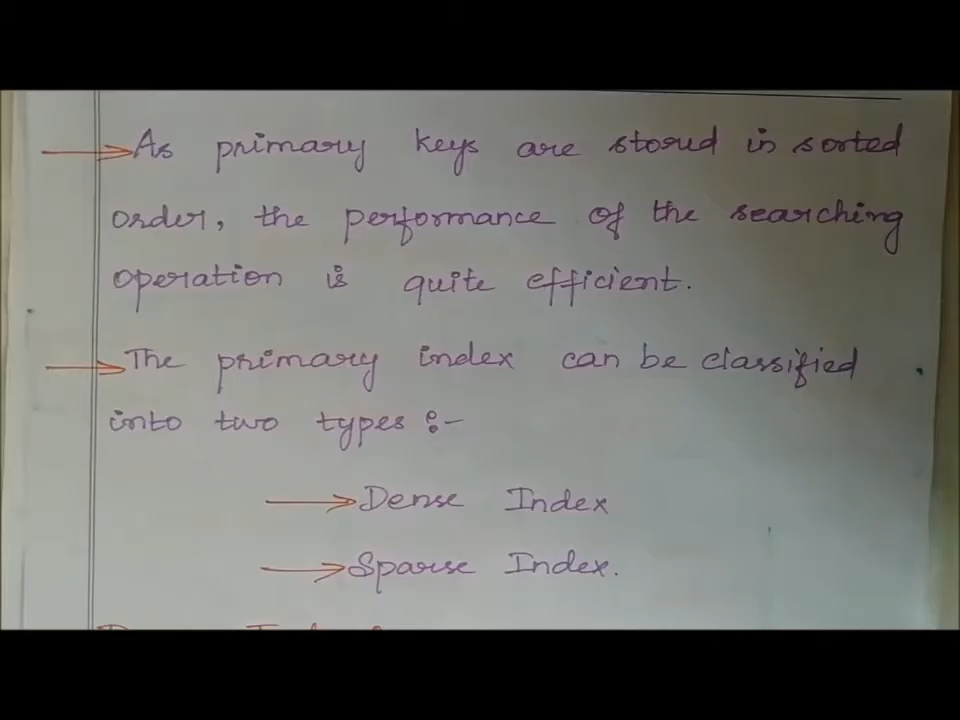 As primary keys are stored in sorted
order, the performance of the searching
operation is quite efficient.
The primary index can be classified
into two types :-
Dense Index
Sparse Index.